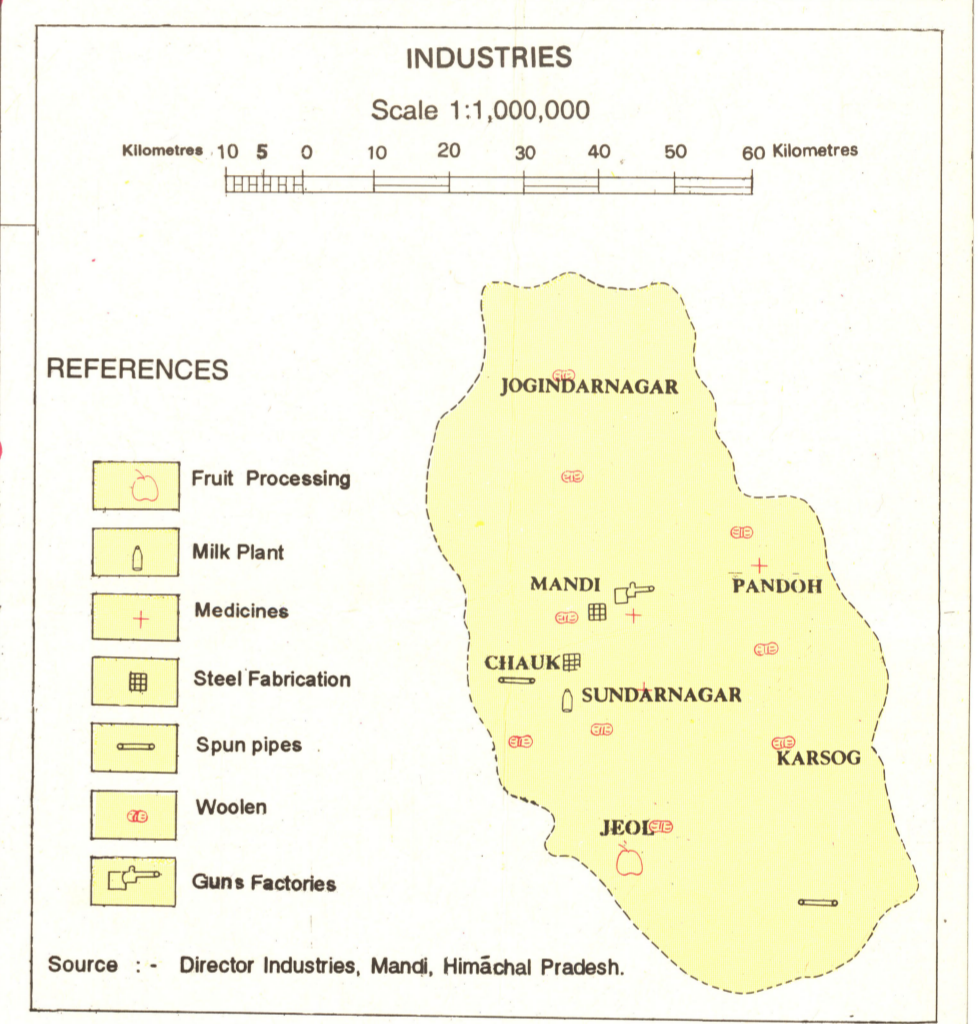 INDUSTRIES
Scale 1:1,000,000
Kilometres 10 5 0 10 20 30 40 50 60 Kilometres
REFERENCES
Fruit Processing
Milk Plant
Medicines
Steel Fabrication
Spun pipes
Woolen
Guns Factories
JOGINDARNAGAR
MANDI
PANDOH
CHAUK
SUNDARNAGAR
KARSOG
JEOL
Source : - Director Industries, Mandi, Himāchal Pradesh.